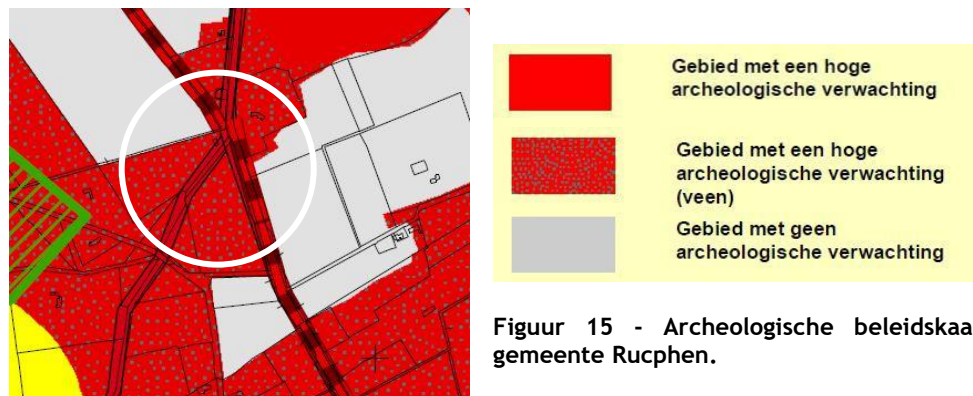 Gebied met een hoge
archeologische verwachting
Gebied met een hoge
archeologische verwachting
(veen)
Gebied met geen
archeologische verwachting
Figuur 15 - Archeologische beleidskaa
gemeente Rucphen.